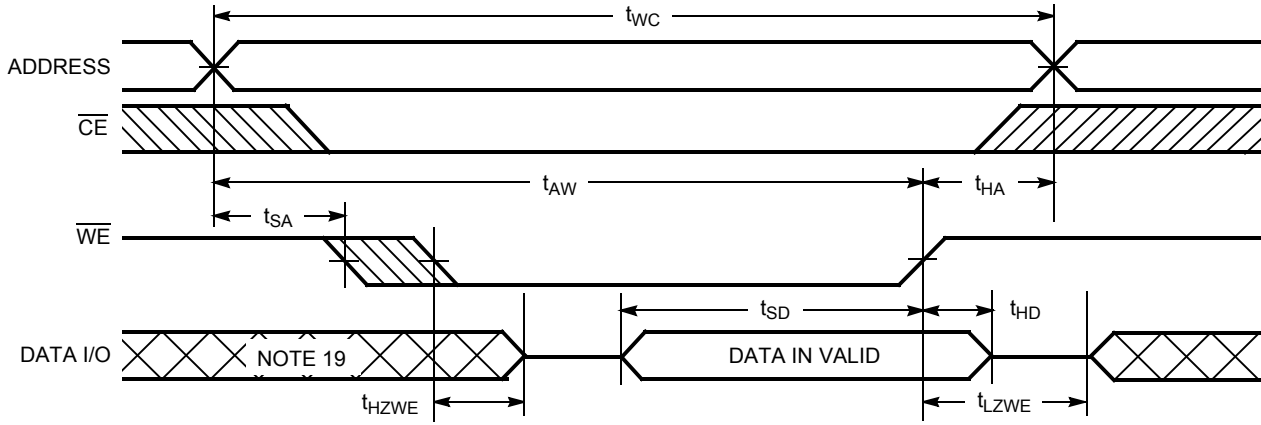 tWC
ADDRESS
CE
tAW
tHA
tSA
WE
tSD
tHD
DATA I/O
NOTE 19
DATA IN VALID
tHZWE
tLZWE